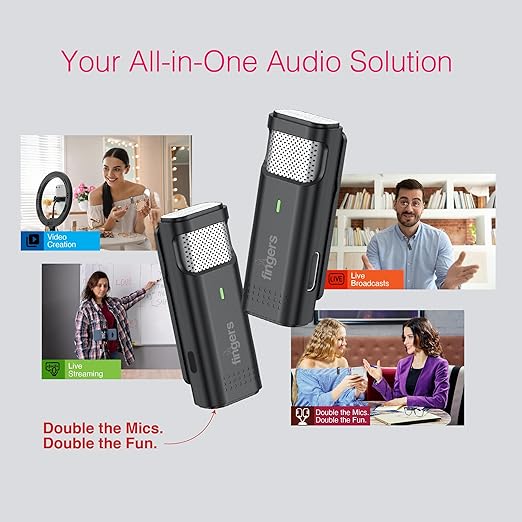 Your All-in-One Audio Solution
Video
Creation
fingers
LIVE
Live
Broadcasts
fingers
Live
Streaming
Double the Mics.
Double the Fun.
Double the Mics.
Double the Fun.